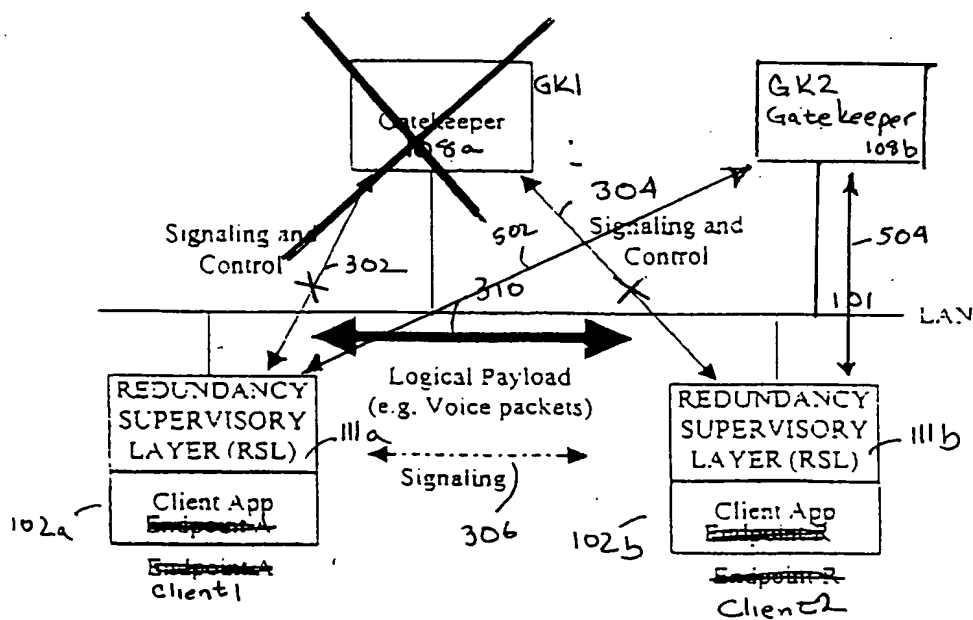 GK1
Gatekeeper
108a
GK2
Gatekeeper
108b
304
Signaling and
Control
302
502
Signaling and
Control
504
310
101
LAN
REDUNDANCY
SUPERVISORY
LAYER (RSL)
111a
Logical Payload
(e.g. Voice packets)
Signaling
306
REDUNDANCY
SUPERVISORY
LAYER (RSL)
111b
102a
Client App
Endpoint A
Endpoint A
Client1
102b
Client App
Client2